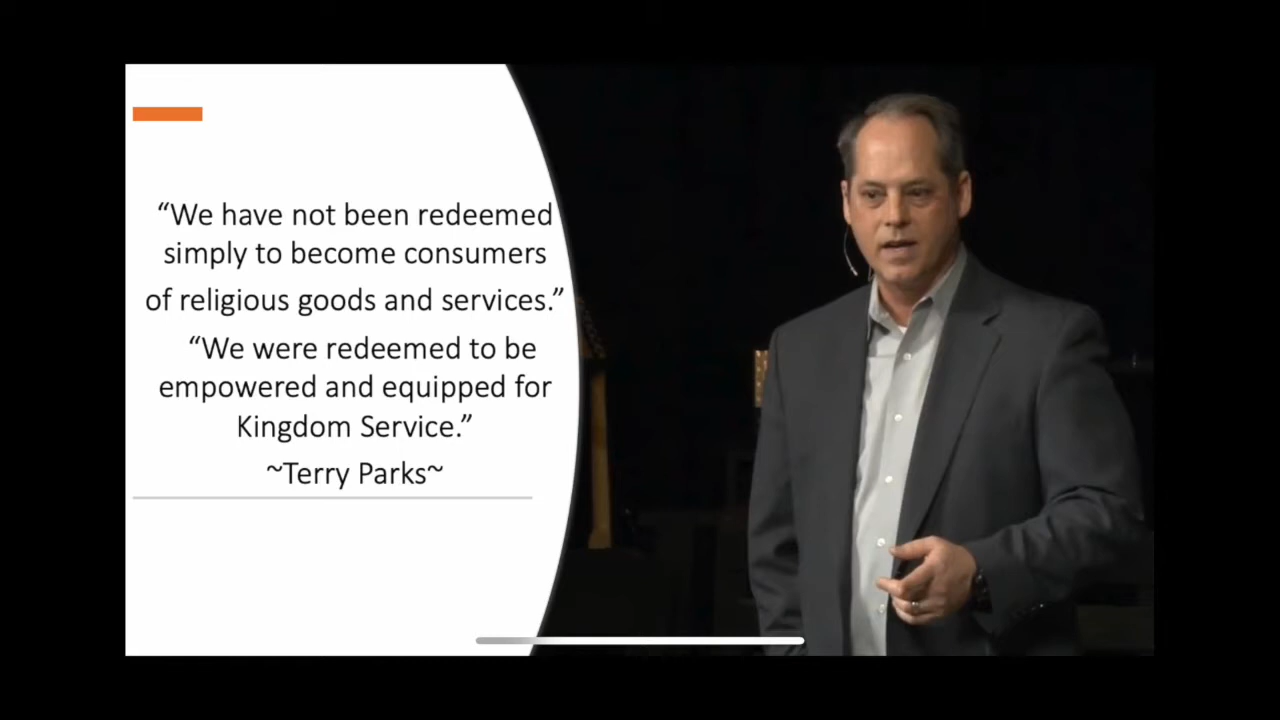 “We have not been redeemed
simply to become consumers
of religious goods and services.”
“We were redeemed to be
empowered and equipped for
Kingdom Service.”
~Terry Parks~